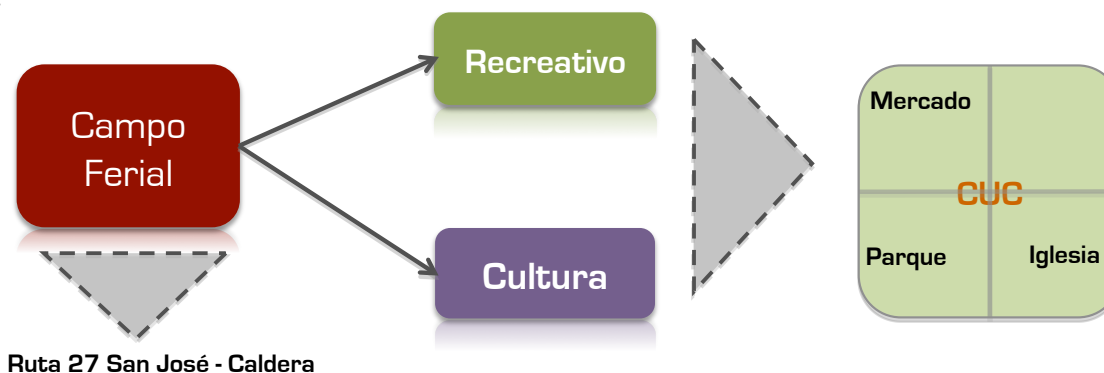 Campo
Ferial
Recreativo
Cultura
Mercado
CUC
Parque
Iglesia
Ruta 27 San José - Caldera